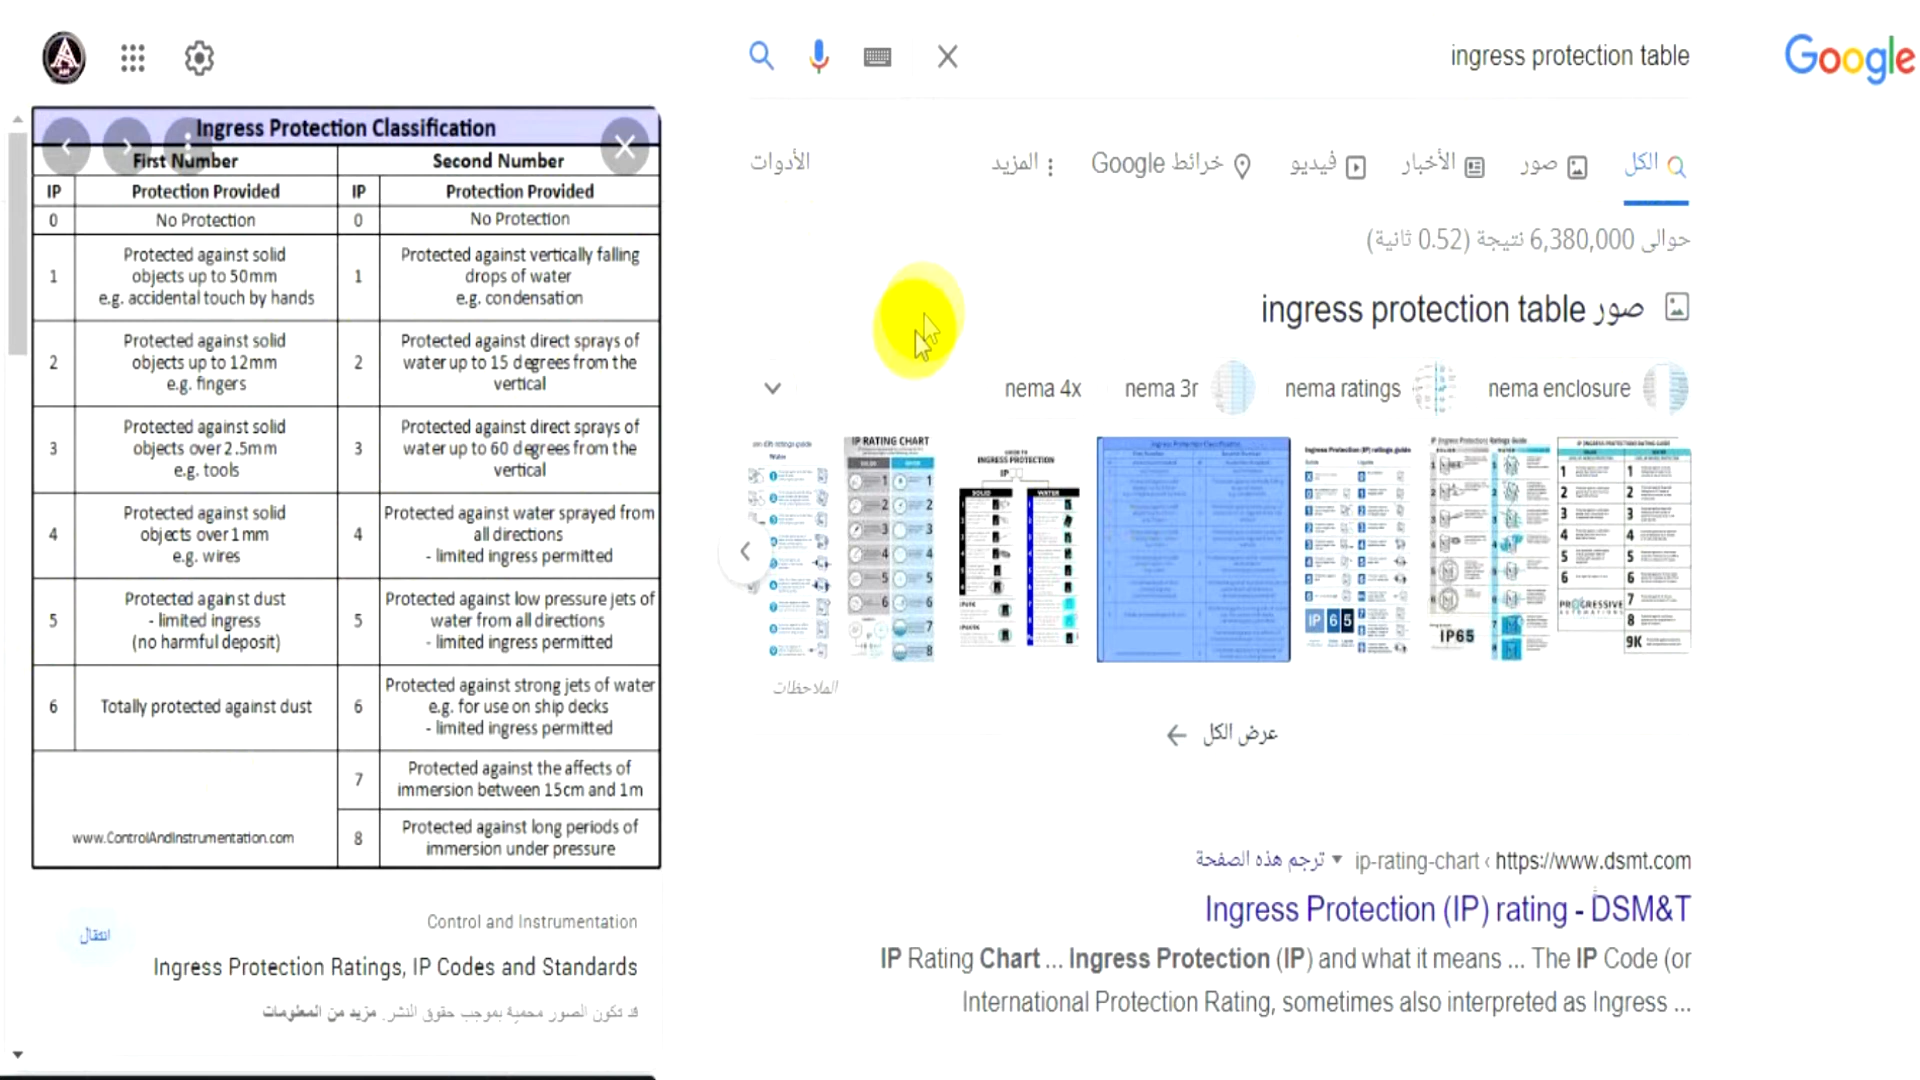 ingress protection table
Google
الكل
صور
الأخبار
فيديو
خرائط Google
المزيد
الأدوات
حوالى 6,380,000 نتيجة (0.52 ثانية)
صور ingress protection table
nema enclosure
nema ratings
nema 3r
nema 4x
IP RATING CHART
INGRESS PROTECTION
IP
SOLID
WATER
Ingress Protection (IP) ratings guide
IP 6 5
IP65
PROGRESSIVE
9K
الملاحظات
عرض الكل
https://www.dsmt.com › ip-rating-chart ▼ ترجم هذه الصفحة
Ingress Protection (IP) rating - DSM&T
IP Rating Chart ... Ingress Protection (IP) and what it means ... The IP Code (or
International Protection Rating, sometimes also interpreted as Ingress ...
Ingress Protection Classification
First Number
Second Number
IP
Protection Provided
IP
Protection Provided
0
No Protection
0
No Protection
1
Protected against solid
objects up to 50mm
e.g. accidental touch by hands
1
Protected against vertically falling
drops of water
e.g. condensation
2
Protected against solid
objects up to 12mm
e.g. fingers
2
Protected against direct sprays of
water up to 15 degrees from the
vertical
3
Protected against solid
objects over 2.5mm
e.g. tools
3
Protected against direct sprays of
water up to 60 degrees from the
vertical
4
Protected against solid
objects over 1mm
e.g. wires
4
Protected against water sprayed from
all directions
- limited ingress permitted
5
Protected against dust
- limited ingress
(no harmful deposit)
5
Protected against low pressure jets of
water from all directions
- limited ingress permitted
6
Totally protected against dust
6
Protected against strong jets of water
e.g. for use on ship decks
- limited ingress permitted
7
Protected against the affects of
immersion between 15cm and 1m
www.ControlAndInstrumentation.com
8
Protected against long periods of
immersion under pressure
Control and Instrumentation
انتقال
Ingress Protection Ratings, IP Codes and Standards
قد تكون الصور محمية بموجب حقوق النشر. مزيد من المعلومات